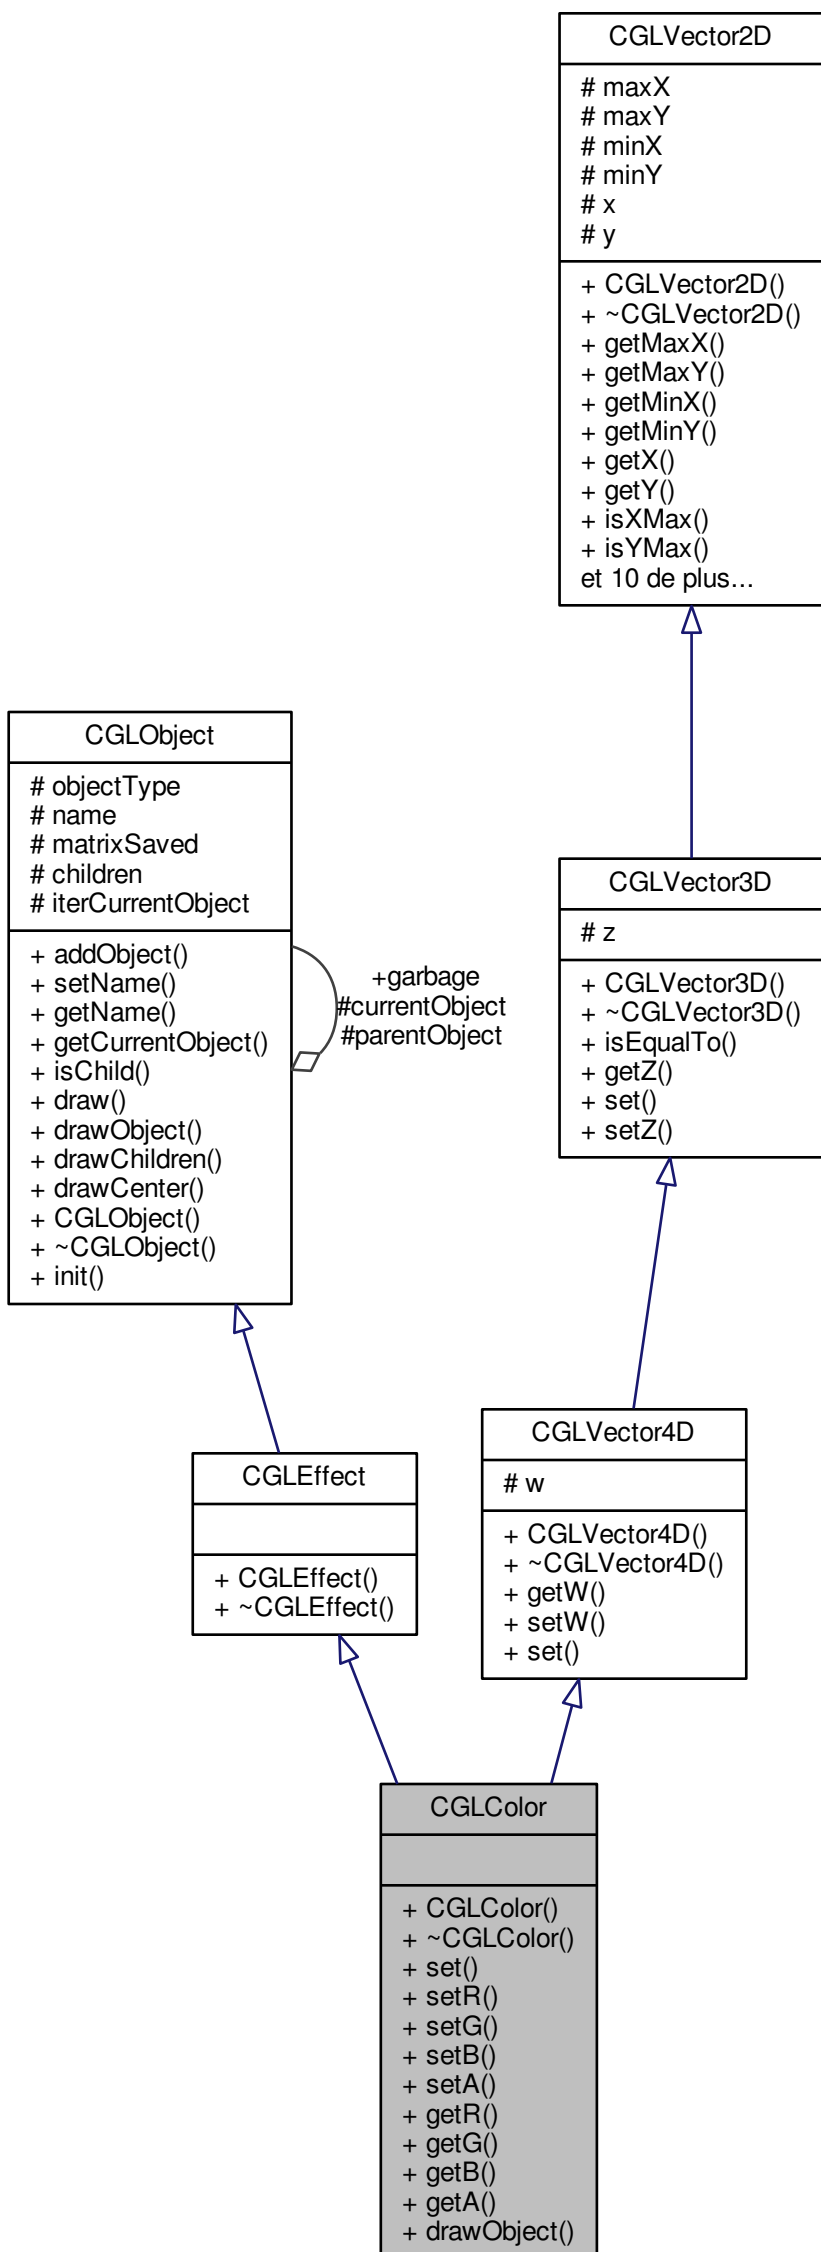 CGLVector2D
# maxX
# maxY
# minX
# minY
# x
# y
+ CGLVector2D()
+ ~CGLVector2D()
+ getMaxX()
+ getMaxY()
+ getMinX()
+ getMinY()
+ getX()
+ getY()
+ isXMax()
+ isYMax()
et 10 de plus...
CGLObject
# objectType
# name
# matrixSaved
# children
# iterCurrentObject
+ addObject()
+ setName()
+ getName()
+ getCurrentObject()
+ isChild()
+ draw()
+ drawObject()
+ drawChildren()
+ drawCenter()
+ CGLObject()
+ ~CGLObject()
+ init()
+garbage
#currentObject
#parentObject
CGLVector3D
# z
+ CGLVector3D()
+ ~CGLVector3D()
+ isEqualTo()
+ getZ()
+ set()
+ setZ()
CGLEffect
+ CGLEffect()
+ ~CGLEffect()
CGLVector4D
# w
+ CGLVector4D()
+ ~CGLVector4D()
+ getW()
+ setW()
+ set()
CGLColor
+ CGLColor()
+ ~CGLColor()
+ set()
+ setR()
+ setG()
+ setB()
+ setA()
+ getR()
+ getG()
+ getB()
+ getA()
+ drawObject()